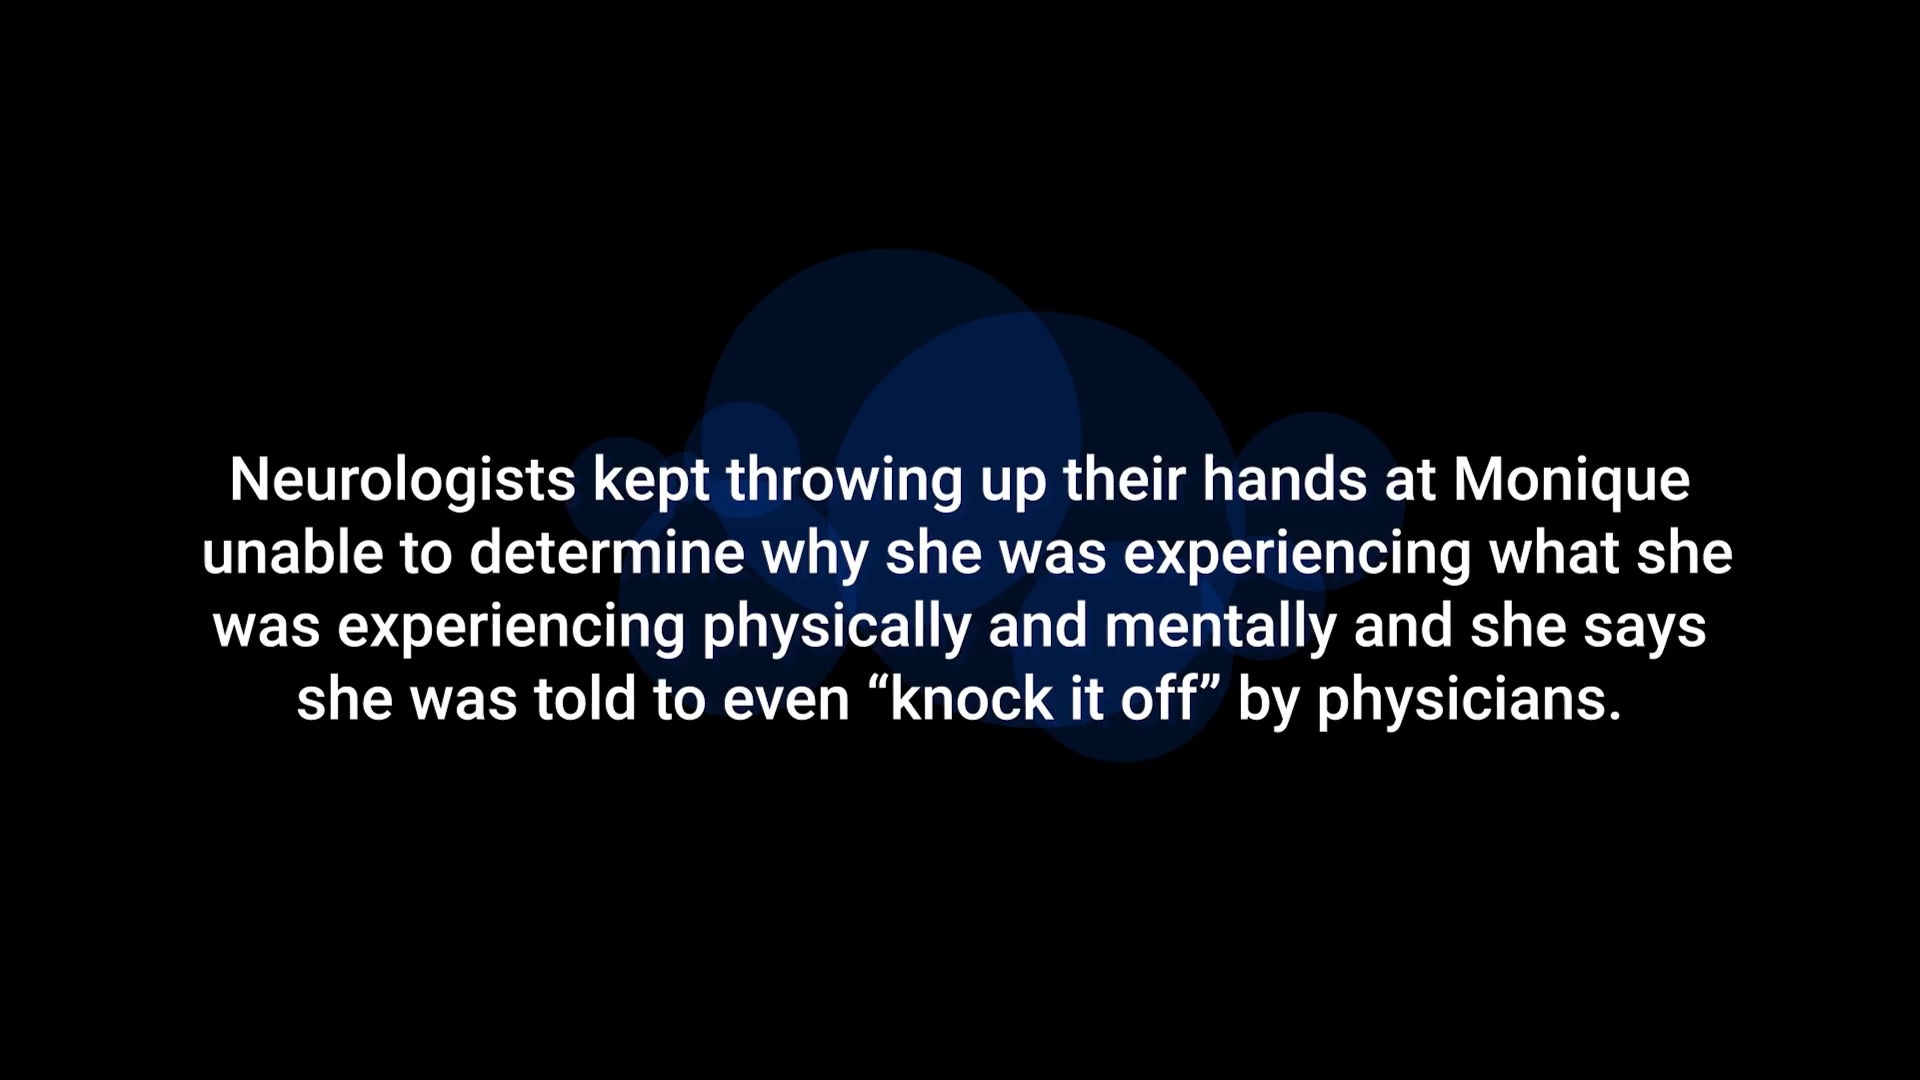 Neurologists kept throwing up their hands at Monique
unable to determine why she was experiencing what she
was experiencing physically and mentally and she says
she was told to even “knock it off” by physicians.